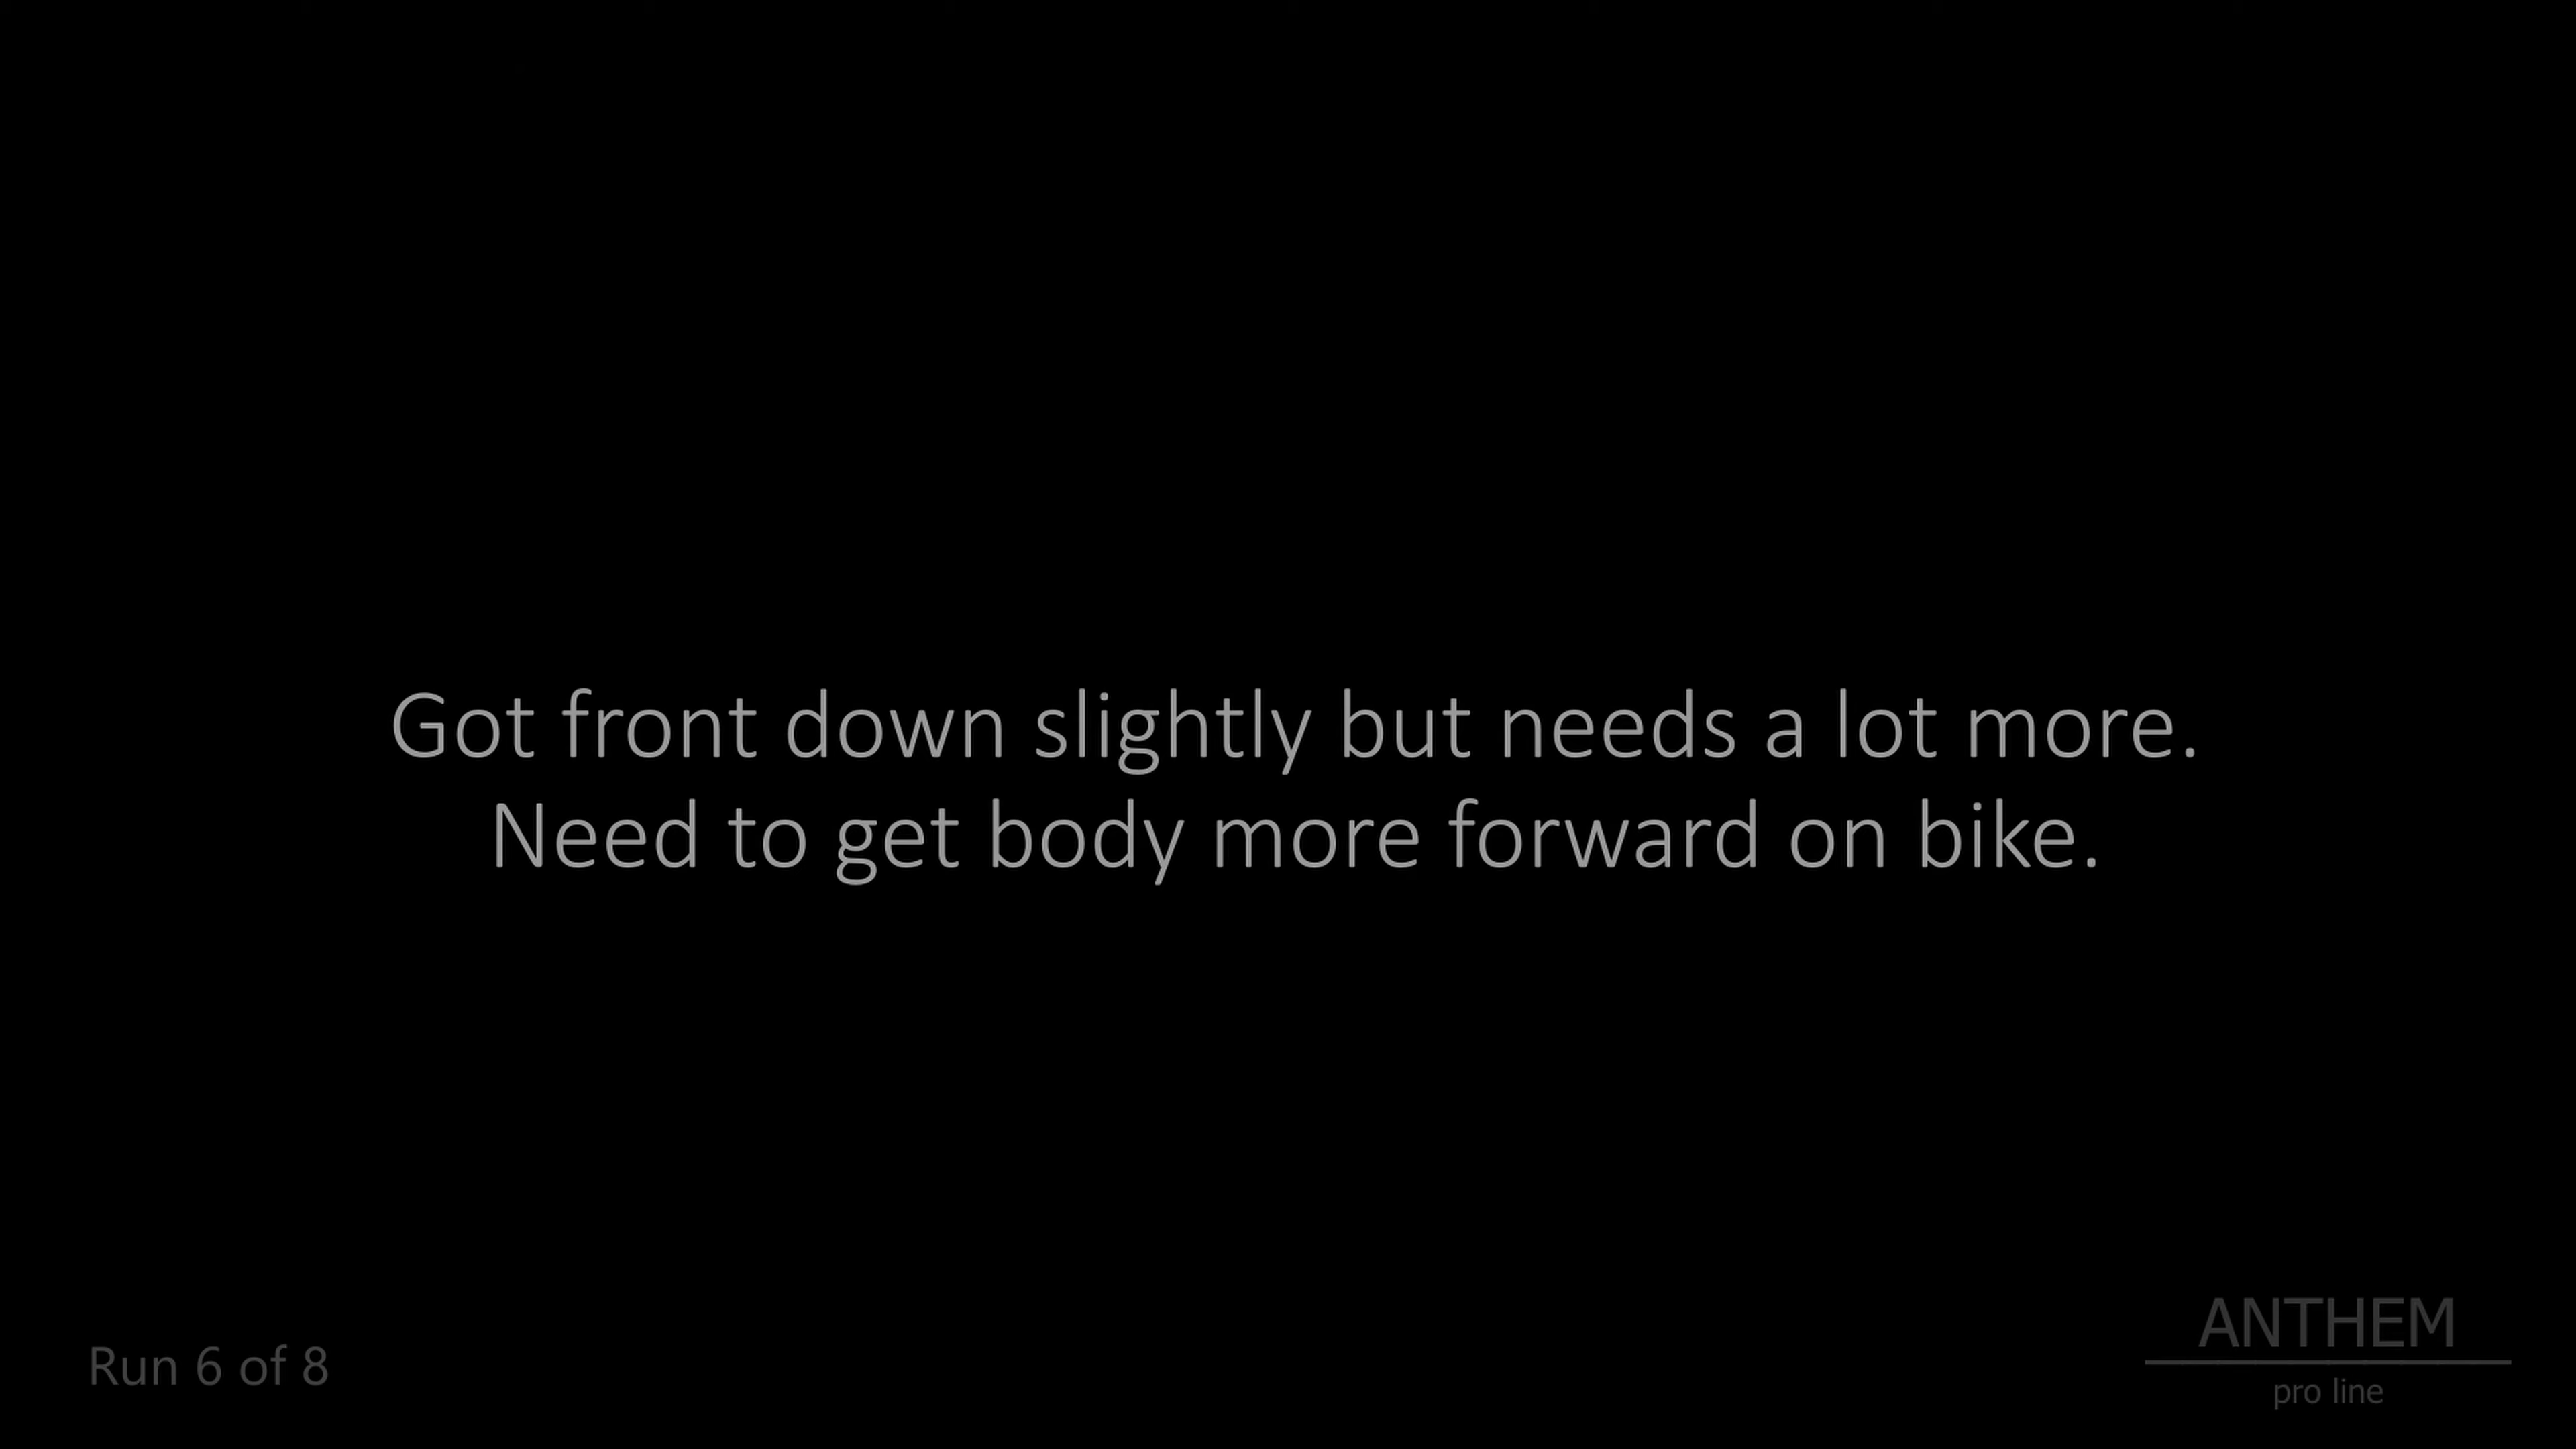 Got front down slightly but needs a lot more.
Need to get body more forward on bike.
Run 6 of 8
ANTHEM
pro line